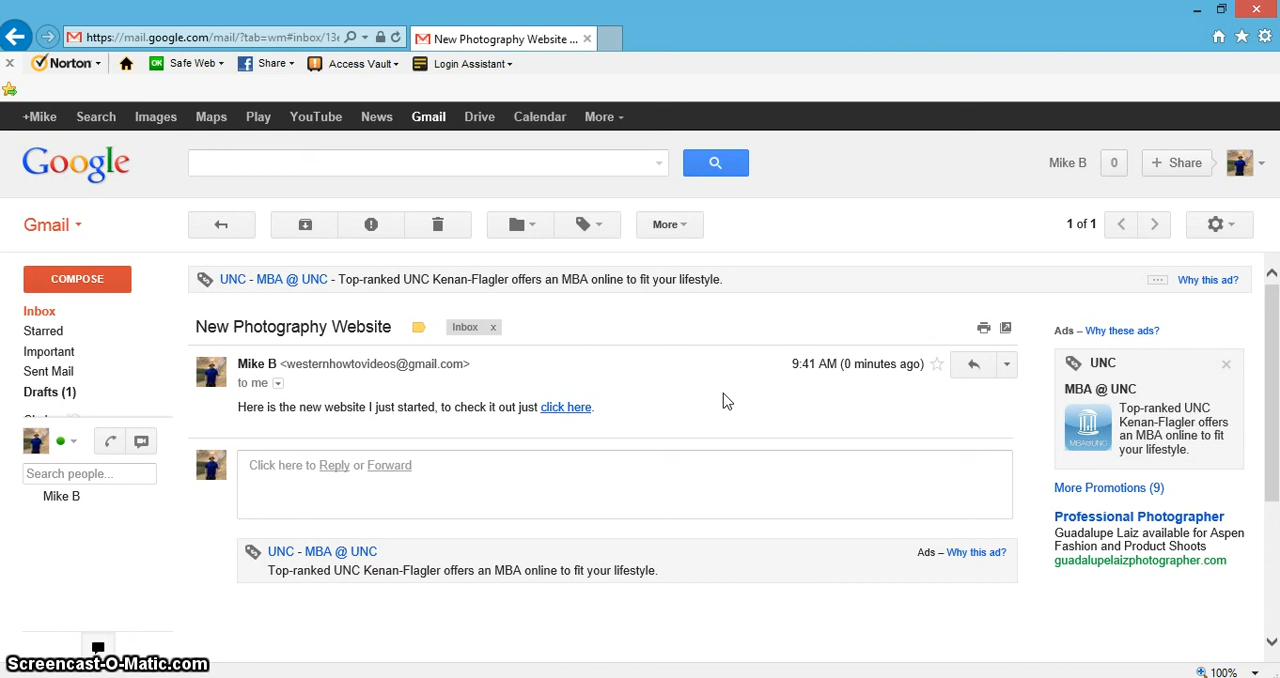 https://mail.google.com/mail/?tab=wm#inbox/13
New Photography Website ...
Norton
OK Safe Web
Share
Access Vault
Login Assistant
+Mike Search Images Maps Play YouTube News Gmail Drive Calendar More
Google
Mike B 0 + Share
Gmail
More
1 of 1
COMPOSE
Inbox
Starred
Important
Sent Mail
Drafts (1)
Search people...
Mike B
UNC - MBA @ UNC - Top-ranked UNC Kenan-Flagler offers an MBA online to fit your lifestyle.
Why this ad?
New Photography Website Inbox x
Mike B <westernhowtovideos@gmail.com> 9:41 AM (0 minutes ago)
to me
Here is the new website I just started, to check it out just click here.
Click here to Reply or Forward
UNC - MBA @ UNC Ads – Why this ad?
Top-ranked UNC Kenan-Flagler offers an MBA online to fit your lifestyle.
Ads – Why these ads?
UNC
MBA @ UNC
MBA@UNC
Top-ranked UNC
Kenan-Flagler offers
an MBA online to fit
your lifestyle.
More Promotions (9)
Professional Photographer
Guadalupe Laiz available for Aspen
Fashion and Product Shoots
guadalupelaizphotographer.com
Screencast-O-Matic.com
100%